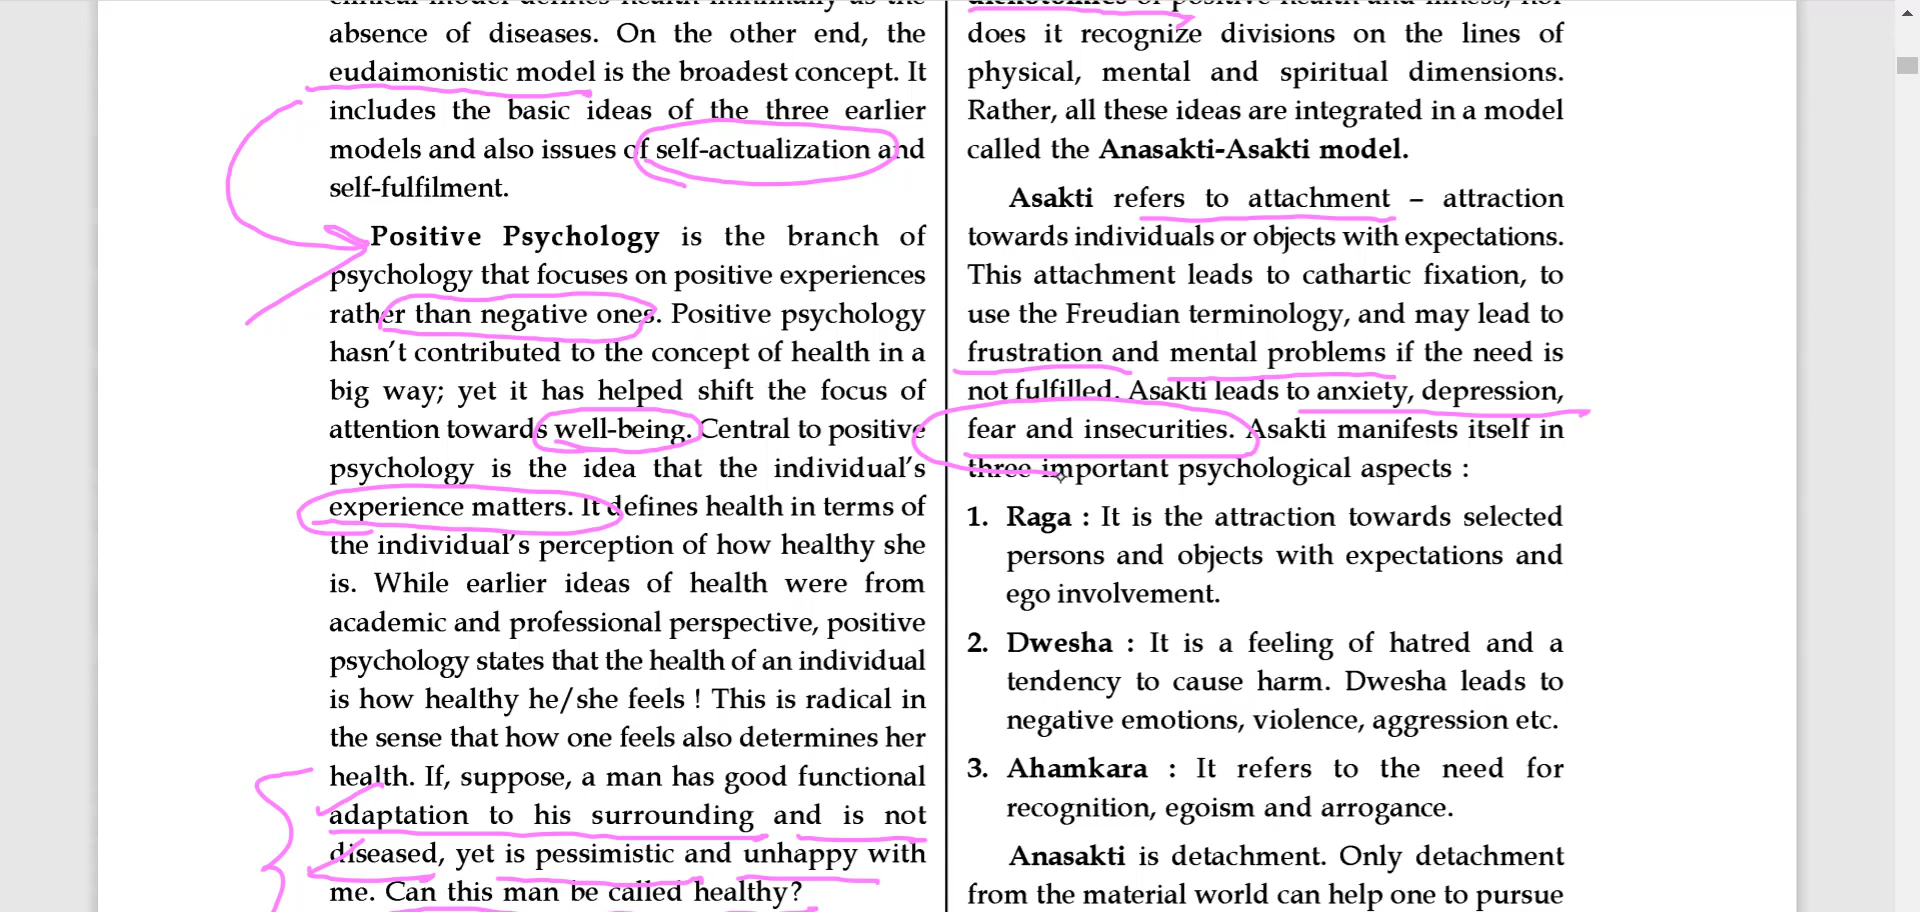 clinical model defines health minimally as the
absence of diseases. On the other end, the
eudaimonistic model is the broadest concept. It
includes the basic ideas of the three earlier
models and also issues of self-actualization and
self-fulfilment.
Positive Psychology is the branch of
psychology that focuses on positive experiences
rather than negative ones. Positive psychology
hasn't contributed to the concept of health in a
big way; yet it has helped shift the focus of
attention towards well-being. Central to positive
psychology is the idea that the individual's
experience matters. It defines health in terms of
the individual's perception of how healthy she
is. While earlier ideas of health were from
academic and professional perspective, positive
psychology states that the health of an individual
is how healthy he/she feels ! This is radical in
the sense that how one feels also determines her
health. If, suppose, a man has good functional
adaptation to his surrounding and is not
diseased, yet is pessimistic and unhappy with
me. Can this man be called healthy?
dichotomies of positive health and illness, nor
does it recognize divisions on the lines of
physical, mental and spiritual dimensions.
Rather, all these ideas are integrated in a model
called the Anasakti-Asakti model.
Asakti refers to attachment – attraction
towards individuals or objects with expectations.
This attachment leads to cathartic fixation, to
use the Freudian terminology, and may lead to
frustration and mental problems if the need is
not fulfilled. Asakti leads to anxiety, depression,
fear and insecurities. Asakti manifests itself in
three important psychological aspects :
1. Raga : It is the attraction towards selected
persons and objects with expectations and
ego involvement.
2. Dwesha : It is a feeling of hatred and a
tendency to cause harm. Dwesha leads to
negative emotions, violence, aggression etc.
3. Ahamkara : It refers to the need for
recognition, egoism and arrogance.
Anasakti is detachment. Only detachment
from the material world can help one to pursue